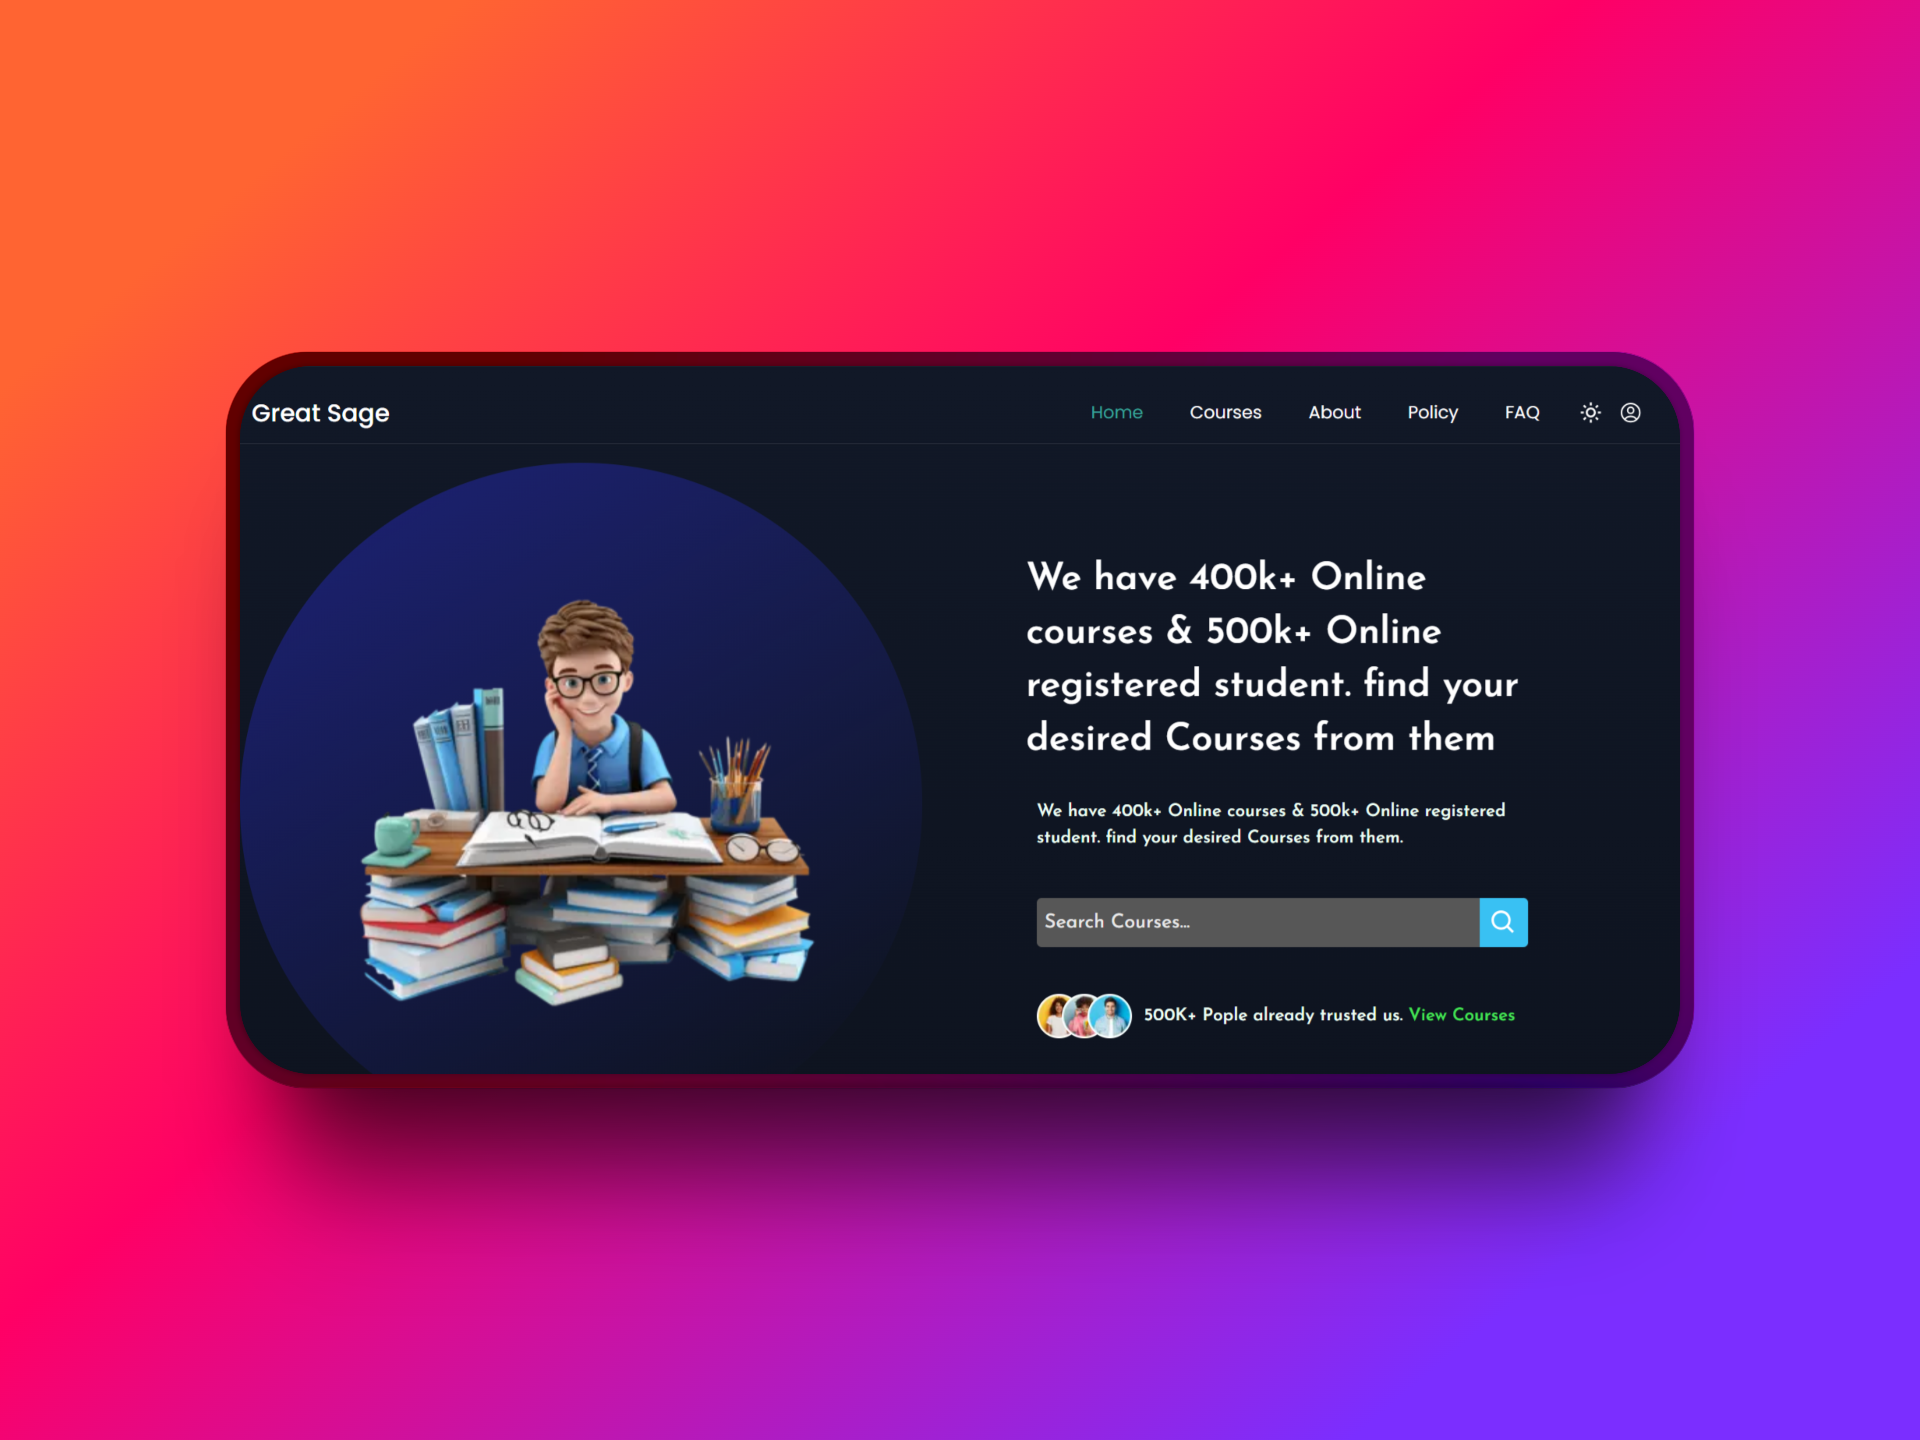 Great Sage
Home Courses About Policy FAQ
We have 400k+ Online
courses & 500k+ Online
registered student. find your
desired Courses from them
We have 400k+ Online courses & 500k+ Online registered
student. find your desired Courses from them.
Search Courses...
500K+ Pople already trusted us. View Courses